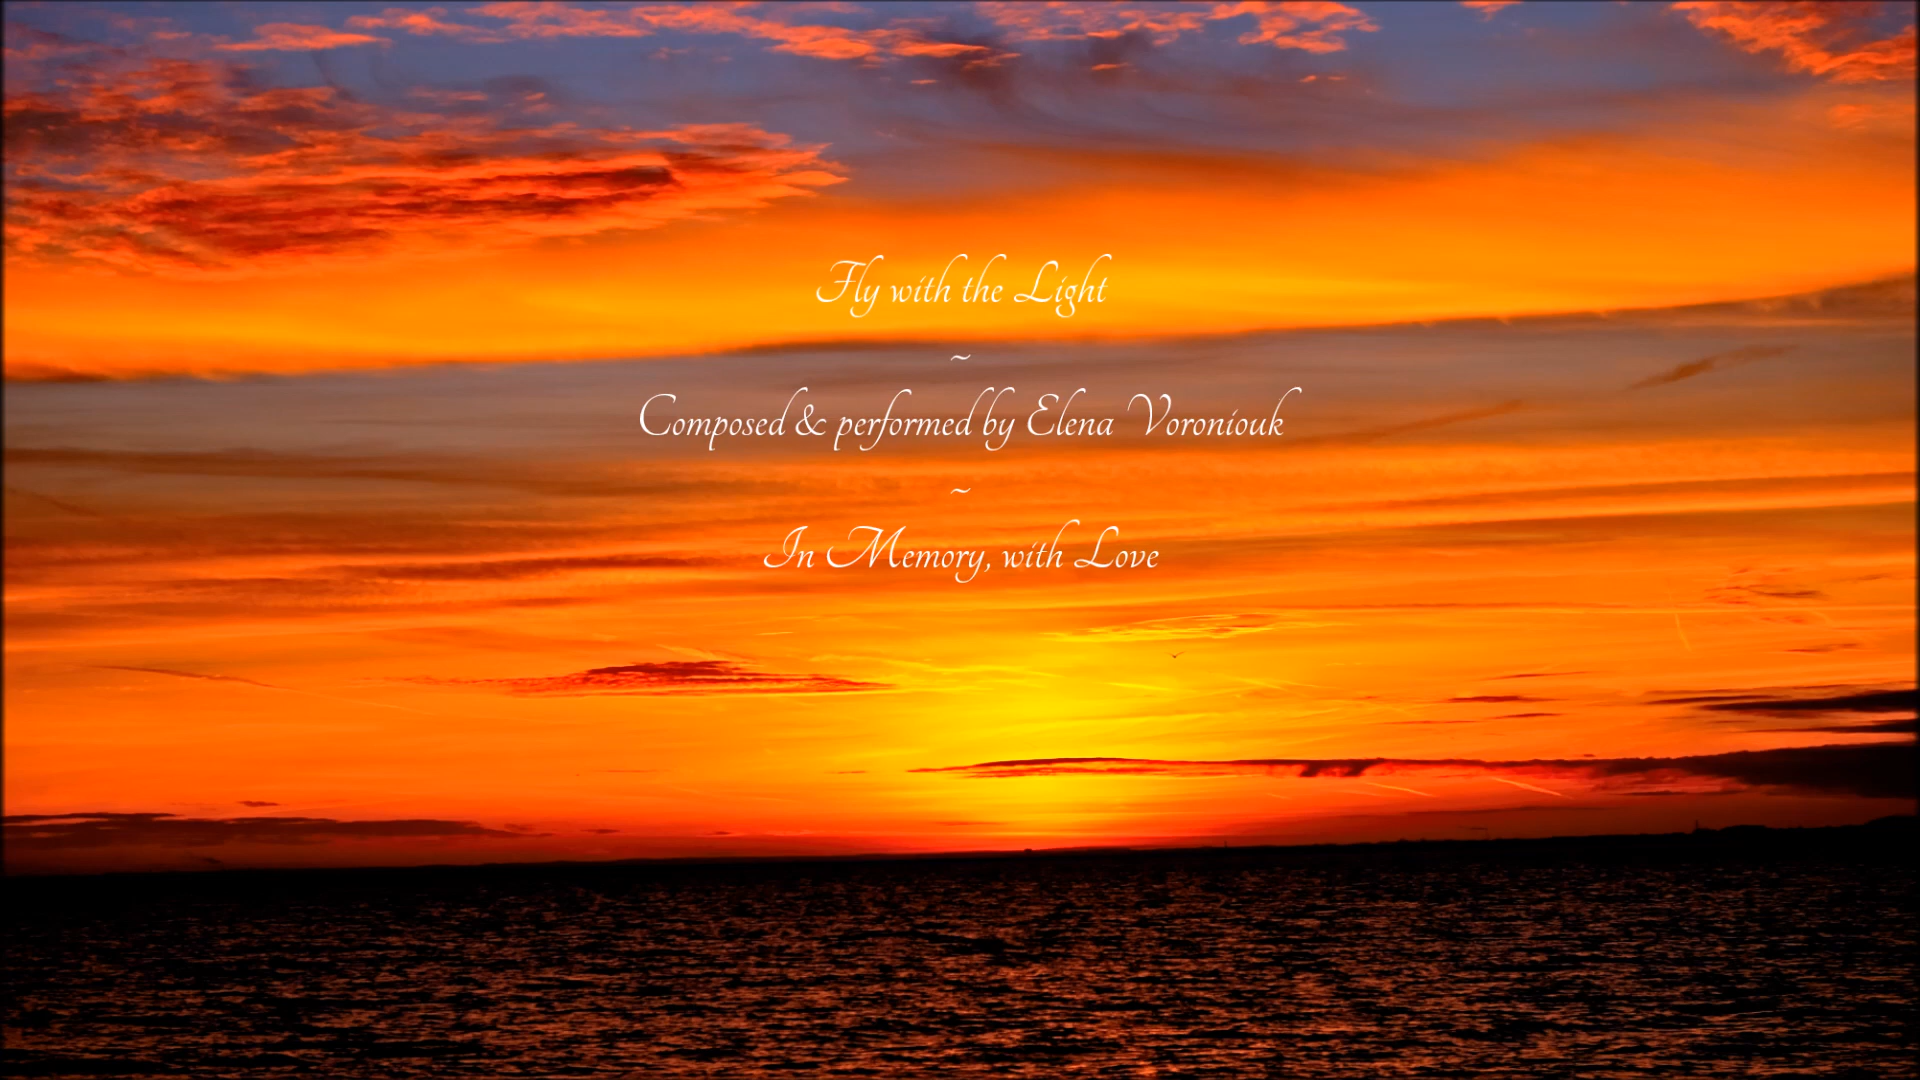 Fly with the Light
~
Composed & performed by Elena Voroniouk
~
In Memory, with Love